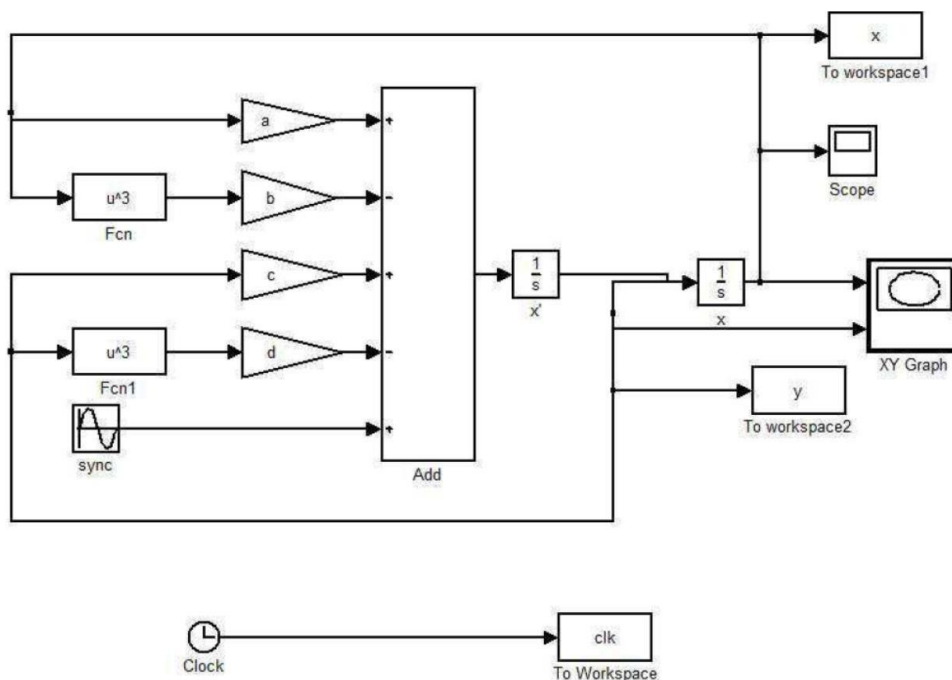 x
To workspace1
+
a
-
u^3
b
Fcn
Scope
+
c
1
s
x'
1
s
x
-
u^3
d
Fcn1
XY Graph
y
To workspace2
+
sync
Add
clk
Clock
To Workspace